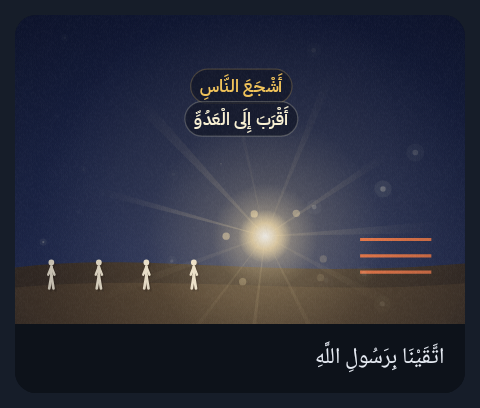 أَشْجَعَ النَّاسِ
أَقْرَبَ إِلَى الْعَدُوِّ
اتَّقَيْنَا بِرَسُولِ اللَّهِ